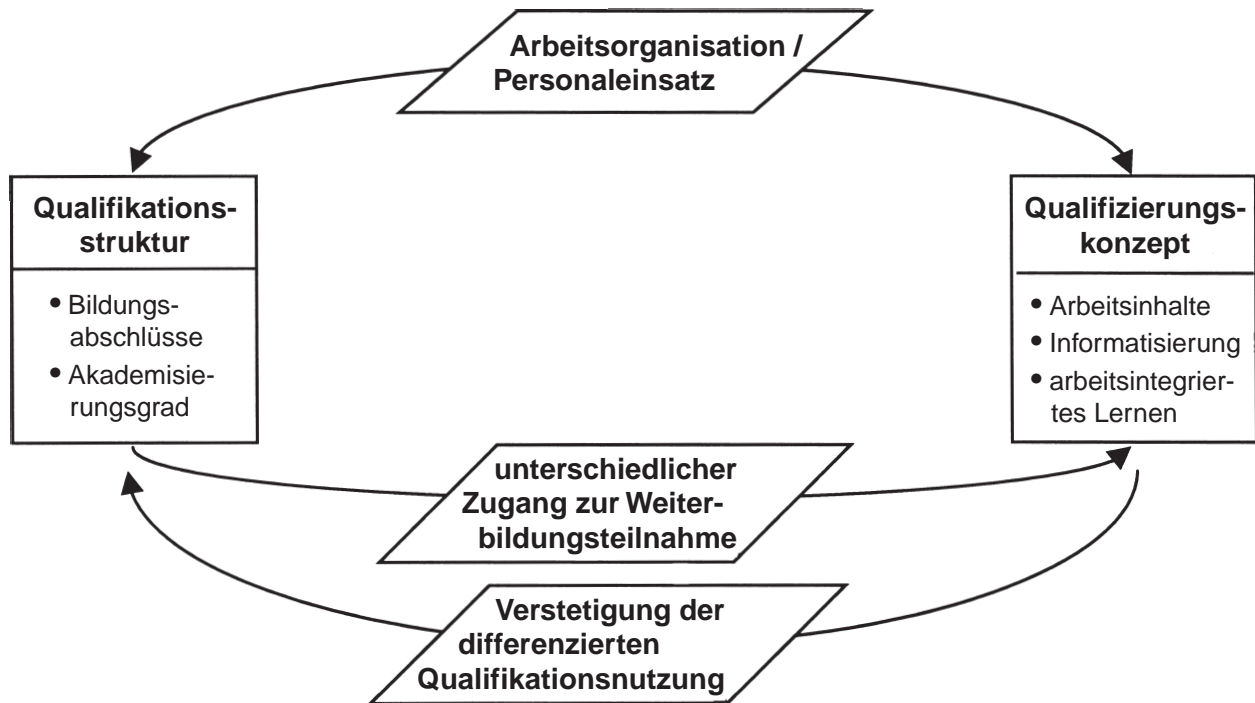 Arbeitsorganisation /
Personaleinsatz
Qualifikations-
struktur
• Bildungs-
abschlüsse
• Akademisie-
rungsgrad
Qualifizierungs-
konzept
• Arbeitsinhalte
• Informatisierung
• arbeitsintegrier-
tes Lernen
unterschiedlicher
Zugang zur Weiter-
bildungsteilnahme
Verstetigung der
differenzierten
Qualifikationsnutzung